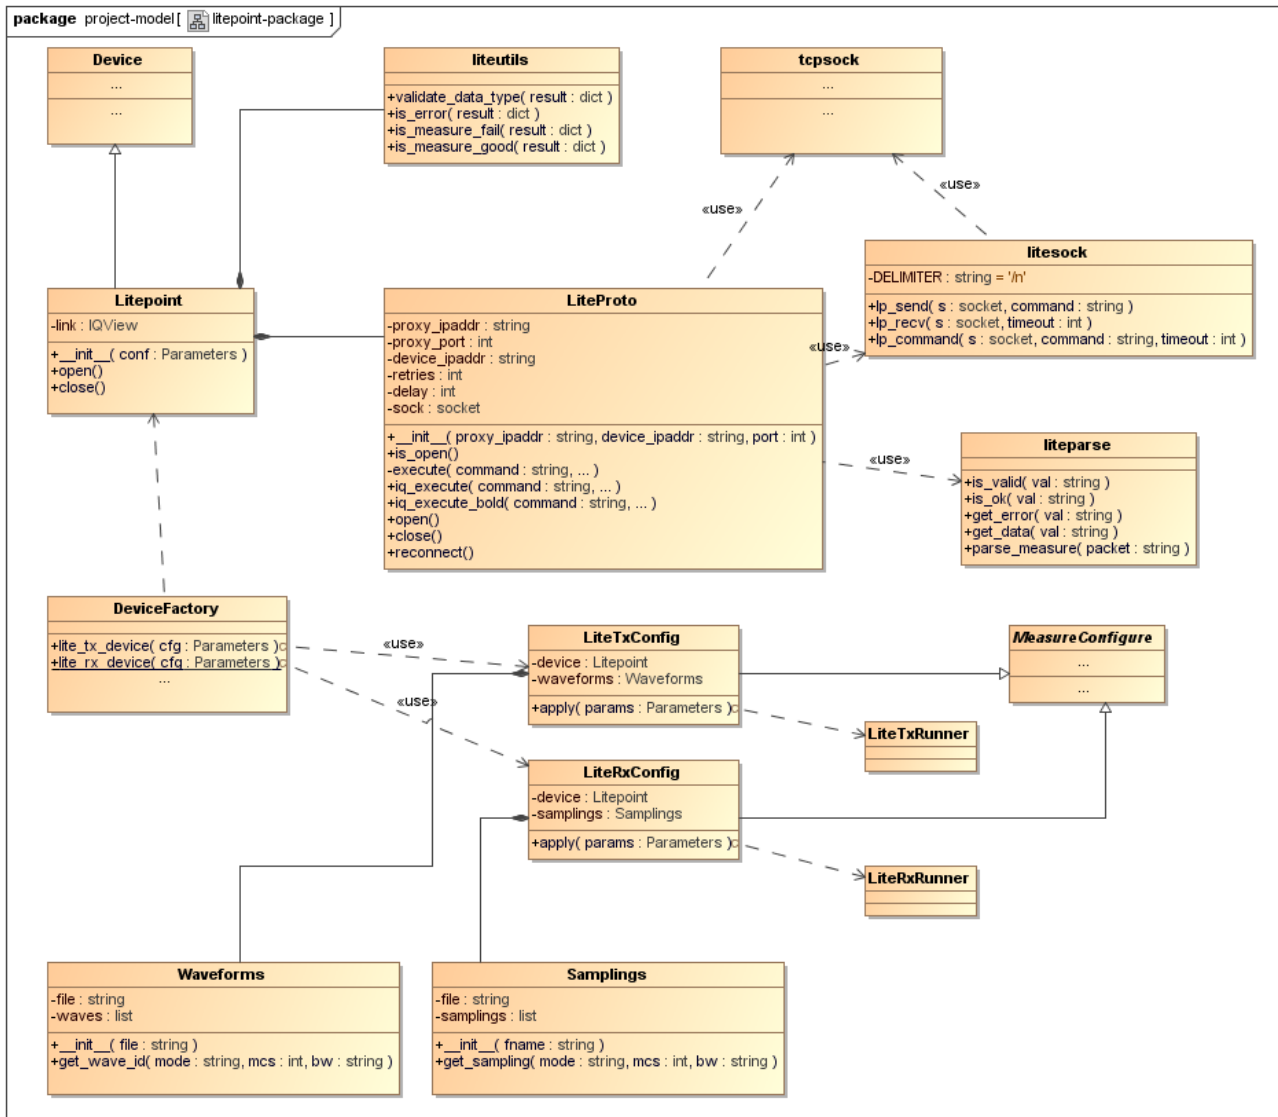 package project-model[ litepoint-package ]
Device
...
...
liteutils
+validate_data_type( result : dict )
+is_error( result : dict )
+is_measure_fail( result : dict )
+is_measure_good( result : dict )
tcpsock
...
...
«use»
«use»
litesock
-DELIMITER : string = '/n'
+lp_send( s : socket, command : string )
+lp_recv( s : socket, timeout : int )
+lp_command( s : socket, command : string, timeout : int )
Litepoint
-link : IQView
+__init__( conf : Parameters )
+open()
+close()
LiteProto
-proxy_ipaddr : string
-proxy_port : int
-device_ipaddr : string
-retries : int
-delay : int
-sock : socket
+__init__( proxy_ipaddr : string, device_ipaddr : string, port : int )
+is_open()
-execute( command : string, ... )
+iq_execute( command : string, ... )
+iq_execute_bold( command : string, ... )
+open()
+close()
+reconnect()
«use»
«use»
liteparse
+is_valid( val : string )
+is_ok( val : string )
+get_error( val : string )
+get_data( val : string )
+parse_measure( packet : string )
DeviceFactory
+lite_tx_device( cfg : Parameters )
+lite_rx_device( cfg : Parameters )
...
«use»
«use»
LiteTxConfig
-device : Litepoint
-waveforms : Waveforms
+apply( params : Parameters )
MeasureConfigure
...
...
LiteTxRunner
LiteRxConfig
-device : Litepoint
-samplings : Samplings
+apply( params : Parameters )
LiteRxRunner
Waveforms
-file : string
-waves : list
+__init__( file : string )
+get_wave_id( mode : string, mcs : int, bw : string )
Samplings
-file : string
-samplings : list
+__init__( fname : string )
+get_sampling( mode : string, mcs : int, bw : string )